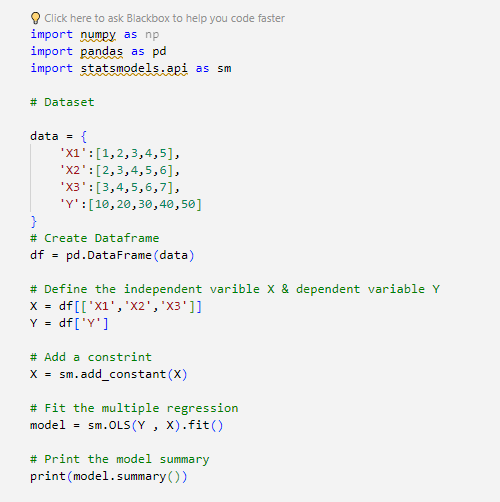 Click here to ask Blackbox to help you code faster
import numpy as np
import pandas as pd
import statsmodels.api as sm
# Dataset
data = {
    'X1':[1,2,3,4,5],
    'X2':[2,3,4,5,6],
    'X3':[3,4,5,6,7],
    'Y':[10,20,30,40,50]
}
# Create Dataframe
df = pd.DataFrame(data)
# Define the independent varible X & dependent variable Y
X = df[['X1','X2','X3']]
Y = df['Y']
# Add a constrint
X = sm.add_constant(X)
# Fit the multiple regression
model = sm.OLS(Y , X).fit()
# Print the model summary
print(model.summary())